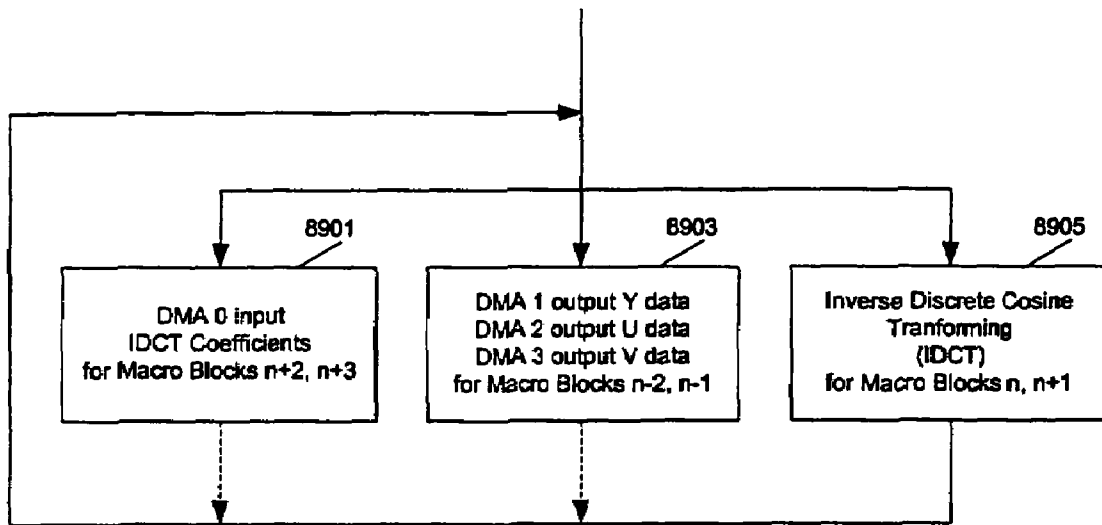 8901
8903
8905
DMA 0 input
IDCT Coefficients
for Macro Blocks n+2, n+3
DMA 1 output Y data
DMA 2 output U data
DMA 3 output V data
for Macro Blocks n-2, n-1
Inverse Discrete Cosine
Tranforming
(IDCT)
for Macro Blocks n, n+1